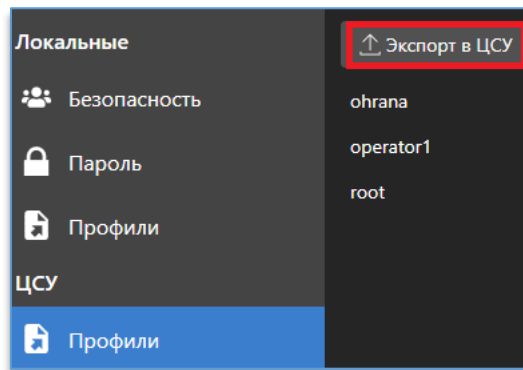 Локальные
Безопасность
Пароль
Профили
ЦСУ
Профили
Экспорт в ЦСУ
ohrana
operator1
root